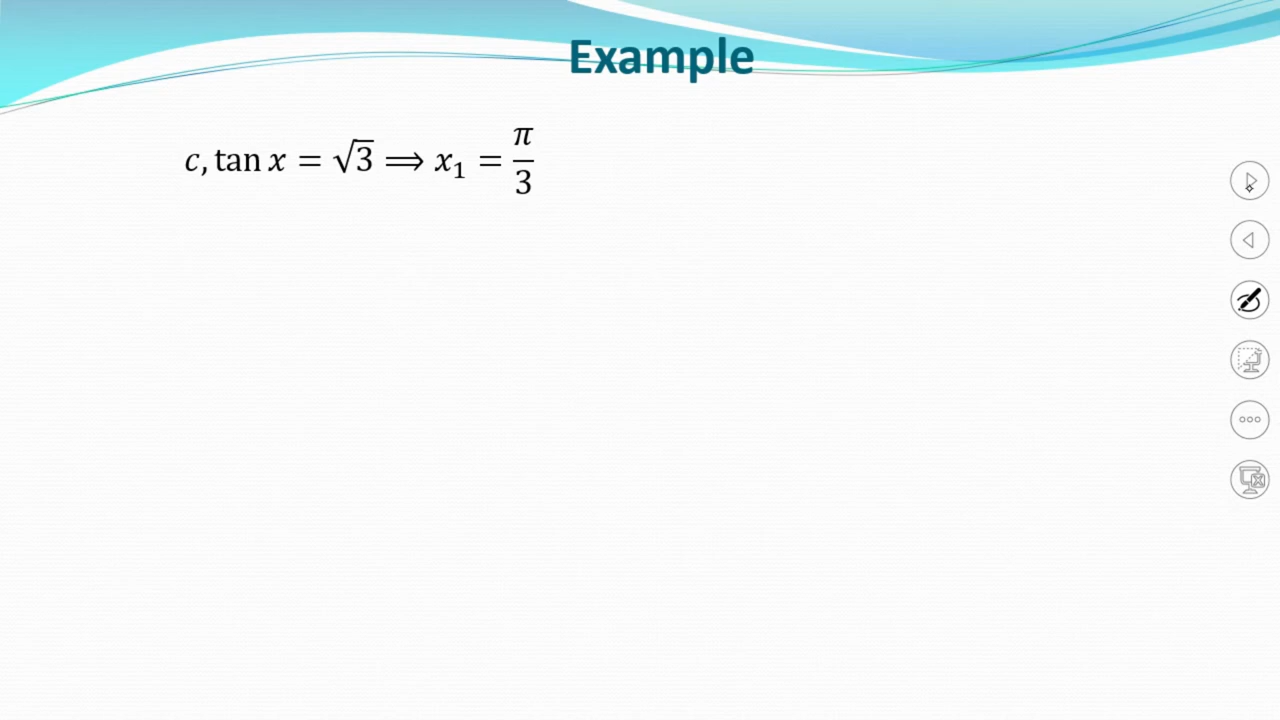 Example
c, tan x = √3 ⟹ x₁ = π/3